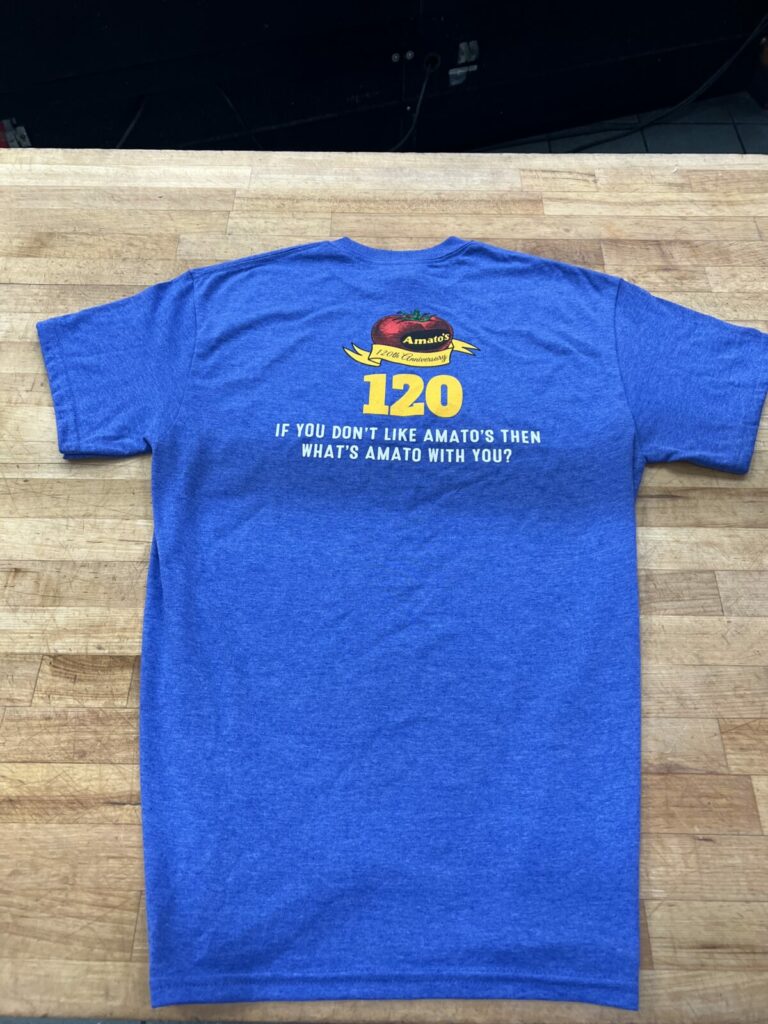 Amato's
120th Anniversary
120
IF YOU DON'T LIKE AMATO'S THEN
WHAT'S AMATO WITH YOU?